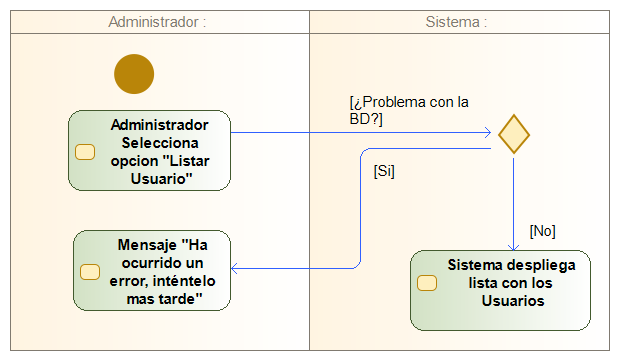 Administrador :
Sistema :
[¿Problema con la
BD?]
Administrador
Selecciona
opcion "Listar
Usuario"
[Si]
[No]
Mensaje "Ha
ocurrido un
error, inténtelo
mas tarde"
Sistema despliega
lista con los
Usuarios